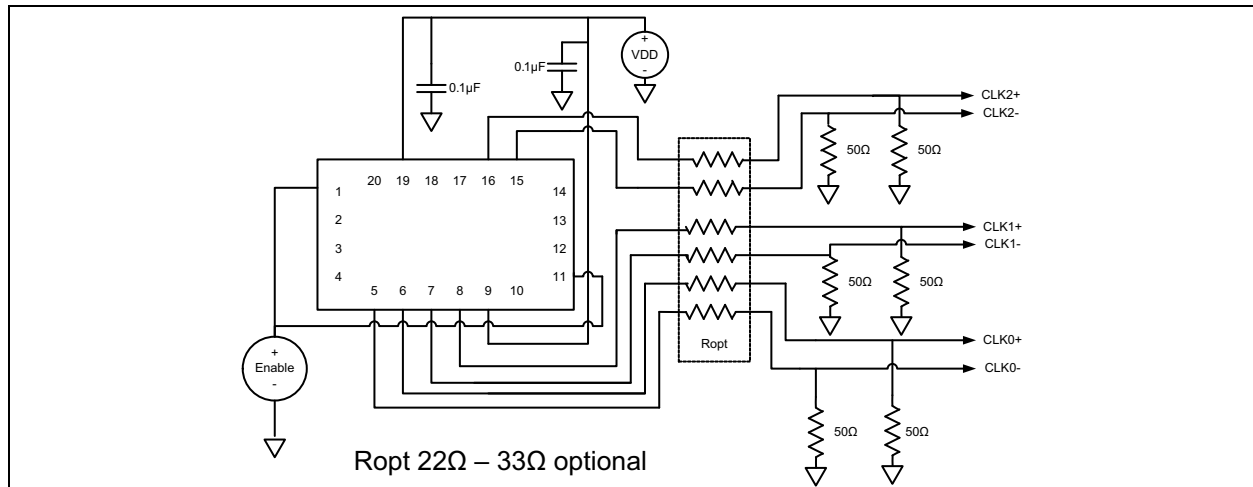 +
VDD
-
0.1µF
0.1µF
CLK2+
CLK2-
50Ω
50Ω
20 19 18 17 16 15
1
2
3
4
14
13
12
11
5 6 7 8 9 10
CLK1+
CLK1-
50Ω
50Ω
Ropt
CLK0+
CLK0-
50Ω
50Ω
+
Enable
-
Ropt 22Ω – 33Ω optional